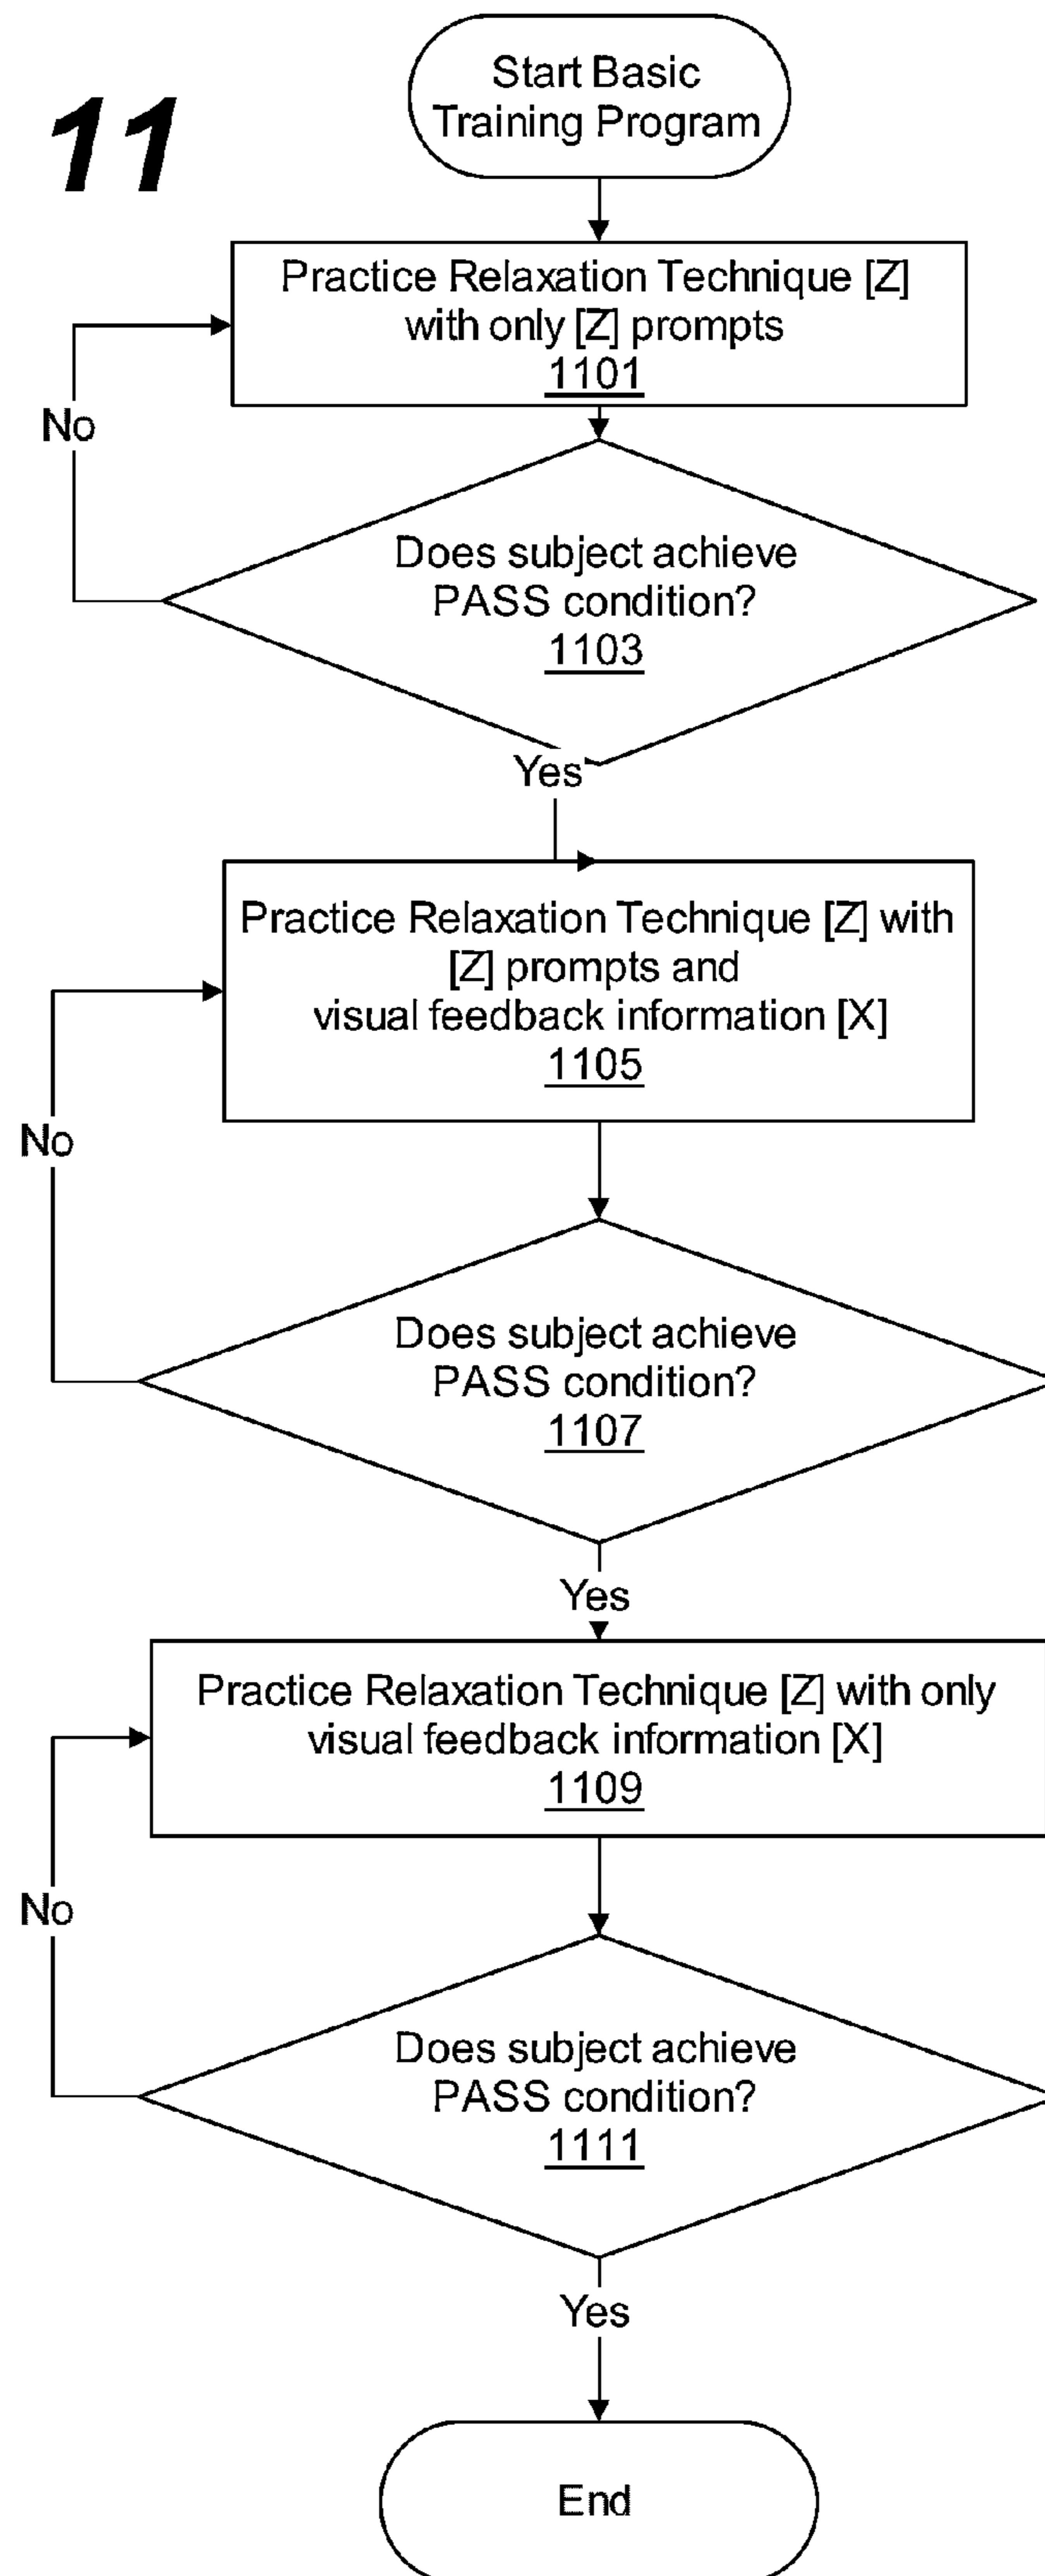 11
Start Basic
Training Program
Practice Relaxation Technique [Z]
with only [Z] prompts
1101
No
Does subject achieve
PASS condition?
1103
Yes
Practice Relaxation Technique [Z] with
[Z] prompts and
visual feedback information [X]
1105
No
Does subject achieve
PASS condition?
1107
Yes
Practice Relaxation Technique [Z] with only
visual feedback information [X]
1109
No
Does subject achieve
PASS condition?
1111
Yes
End